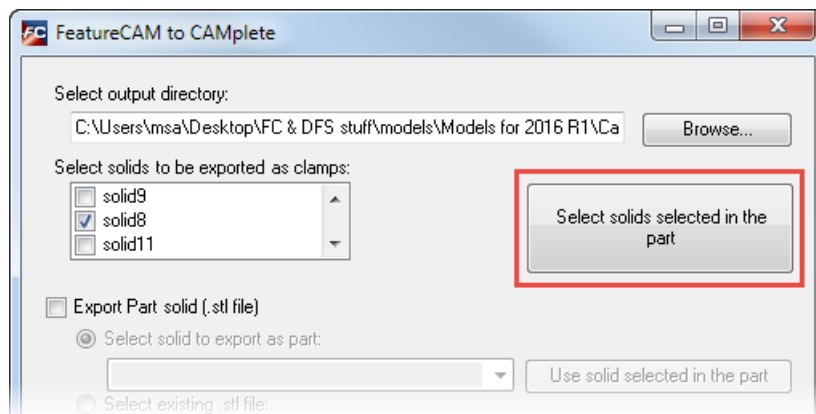 FC FeatureCAM to CAMplete
Select output directory:
C:\Users\msa\Desktop\FC & DFS stuff\models\Models for 2016 R1\Ca
Browse...
Select solids to be exported as clamps:
solid9
solid8
solid11
Select solids selected in the
part
Export Part solid (.stl file)
Select solid to export as part:
Use solid selected in the part
Select existing .stl file: